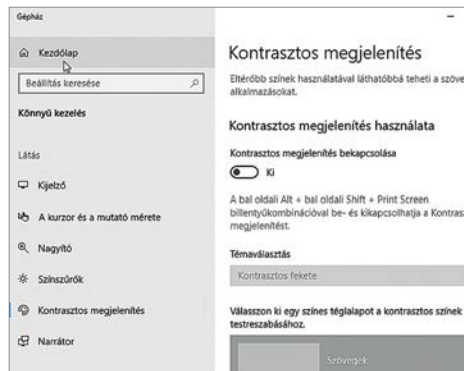 Gépház
Kezdőlap
Beállítás keresése
Könnyű kezelés
Látás
Kijelző
A kurzor és a mutató mérete
Nagyító
Színszűrők
Kontrasztos megjelenítés
Narrátor
Kontrasztos megjelenítés
Eltérőbb színek használatával láthatóbbá teheti a szöve
alkalmazásokat.
Kontrasztos megjelenítés használata
Kontrasztos megjelenítés bekapcsolása
Ki
A bal oldali Alt + bal oldali Shift + Print Screen
billentyűkombinációval be- és kikapcsolhatja a Kontrasz
megjelenítést.
Témaválasztás
Kontrasztos fekete
Válasszon ki egy színes téglalapot a kontrasztos színek
testreszabásához.
Szövegek